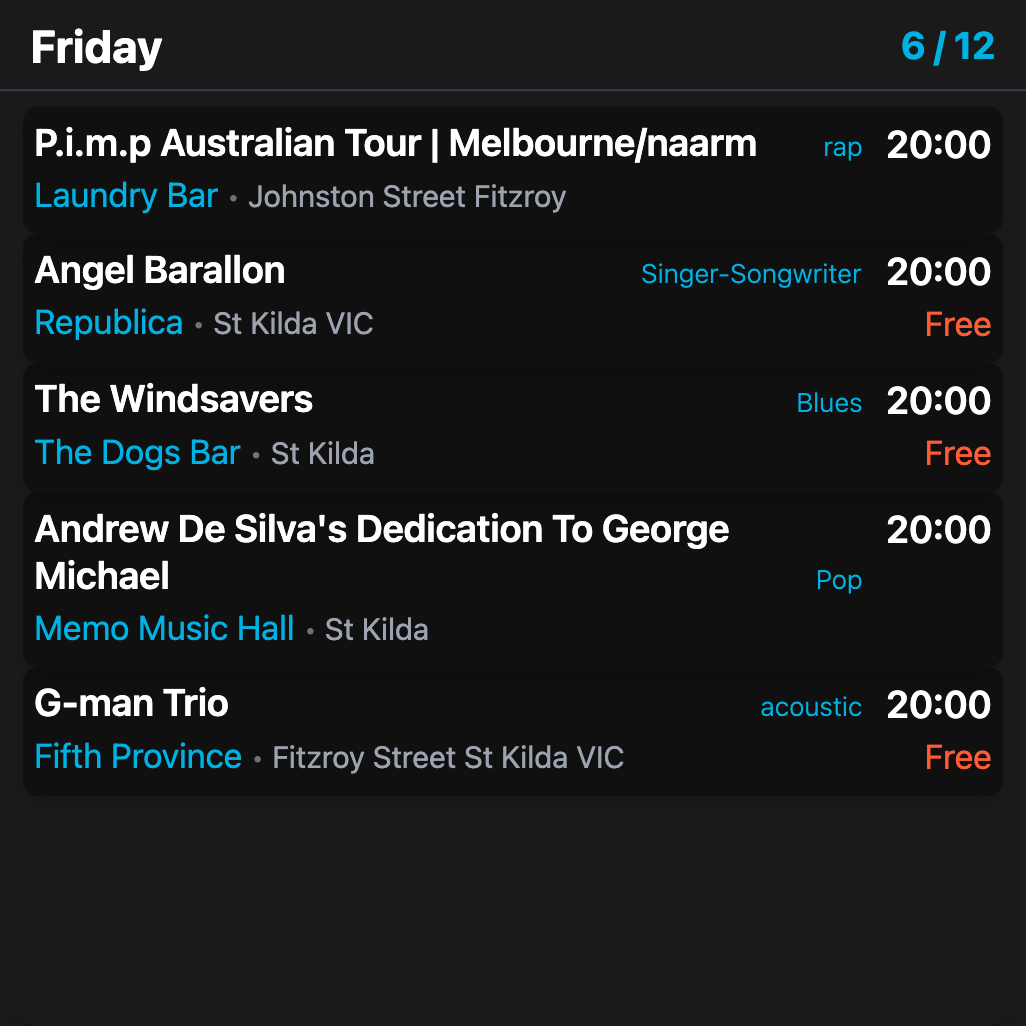 Friday 6 / 12
P.i.m.p Australian Tour | Melbourne/naarm rap 20:00
Laundry Bar • Johnston Street Fitzroy
Angel Barallon Singer-Songwriter 20:00
Republica • St Kilda VIC Free
The Windsavers Blues 20:00
The Dogs Bar • St Kilda Free
Andrew De Silva's Dedication To George 20:00
Michael Pop
Memo Music Hall • St Kilda
G-man Trio acoustic 20:00
Fifth Province • Fitzroy Street St Kilda VIC Free